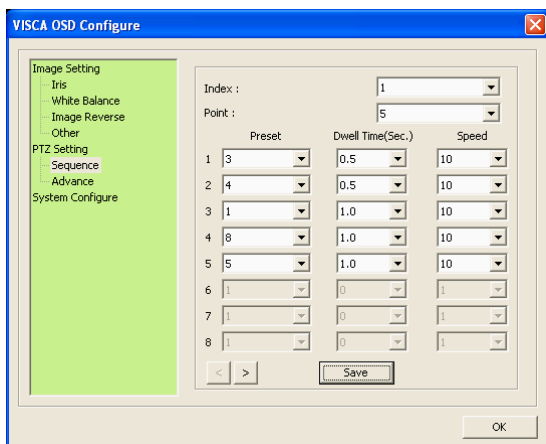 VISCA OSD Configure
Image Setting
Iris
White Balance
Image Reverse
Other
PTZ Setting
Sequence
Advance
System Configure
Index : 1
Point : 5
Preset Dwell Time(Sec.) Speed
1 3 0.5 10
2 4 0.5 10
3 1 1.0 10
4 8 1.0 10
5 5 1.0 10
6 1 0 1
7 1 0 1
8 1 0 1
< > Save
OK